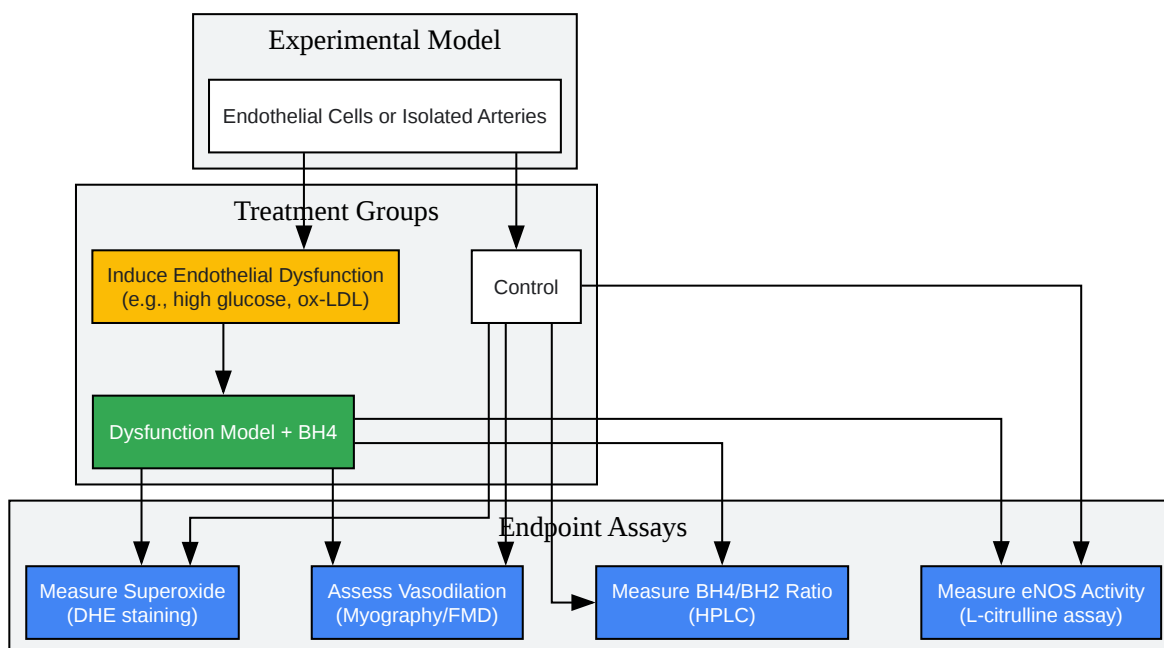 Experimental Model
Endothelial Cells or Isolated Arteries
Treatment Groups
Induce Endothelial Dysfunction
(e.g., high glucose, ox-LDL)
Control
Dysfunction Model + BH4
Endpoint Assays
Measure Superoxide
(DHE staining)
Assess Vasodilation
(Myography/FMD)
Measure BH4/BH2 Ratio
(HPLC)
Measure eNOS Activity
(L-citrulline assay)